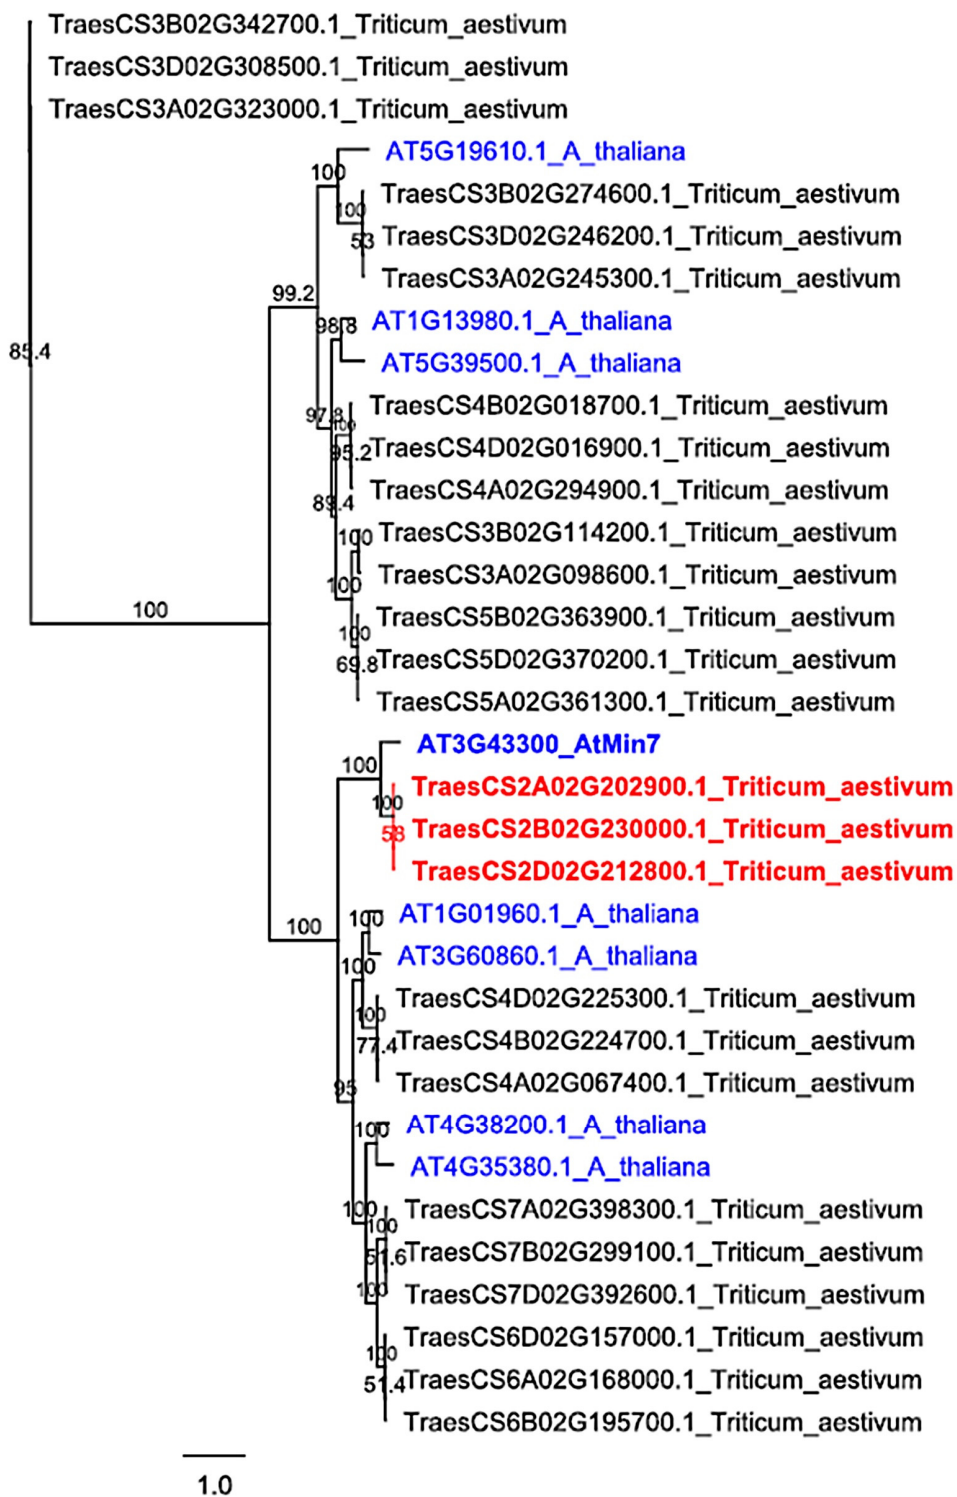 TraesCS3B02G342700.1_Triticum_aestivum
TraesCS3D02G308500.1_Triticum_aestivum
TraesCS3A02G323000.1_Triticum_aestivum
AT5G19610.1_A_thaliana
100
TraesCS3B02G274600.1_Triticum_aestivum
100
53 TraesCS3D02G246200.1_Triticum_aestivum
TraesCS3A02G245300.1_Triticum_aestivum
99.2
98.8 AT1G13980.1_A_thaliana
85.4
AT5G39500.1_A_thaliana
TraesCS4B02G018700.1_Triticum_aestivum
97.8
100
95.2 TraesCS4D02G016900.1_Triticum_aestivum
TraesCS4A02G294900.1_Triticum_aestivum
83.4
100 TraesCS3B02G114200.1_Triticum_aestivum
TraesCS3A02G098600.1_Triticum_aestivum
100
100
TraesCS5B02G363900.1_Triticum_aestivum
100
69.8 TraesCS5D02G370200.1_Triticum_aestivum
TraesCS5A02G361300.1_Triticum_aestivum
AT3G43300_AtMin7
100
TraesCS2A02G202900.1_Triticum_aestivum
100
53 TraesCS2B02G230000.1_Triticum_aestivum
TraesCS2D02G212800.1_Triticum_aestivum
100 AT1G01960.1_A_thaliana
100
AT3G60860.1_A_thaliana
100
TraesCS4D02G225300.1_Triticum_aestivum
100
77.4 TraesCS4B02G224700.1_Triticum_aestivum
TraesCS4A02G067400.1_Triticum_aestivum
95
100 AT4G38200.1_A_thaliana
AT4G35380.1_A_thaliana
100 TraesCS7A02G398300.1_Triticum_aestivum
100
51.6 TraesCS7B02G299100.1_Triticum_aestivum
100 TraesCS7D02G392600.1_Triticum_aestivum
TraesCS6D02G157000.1_Triticum_aestivum
100
51.4 TraesCS6A02G168000.1_Triticum_aestivum
TraesCS6B02G195700.1_Triticum_aestivum
1.0